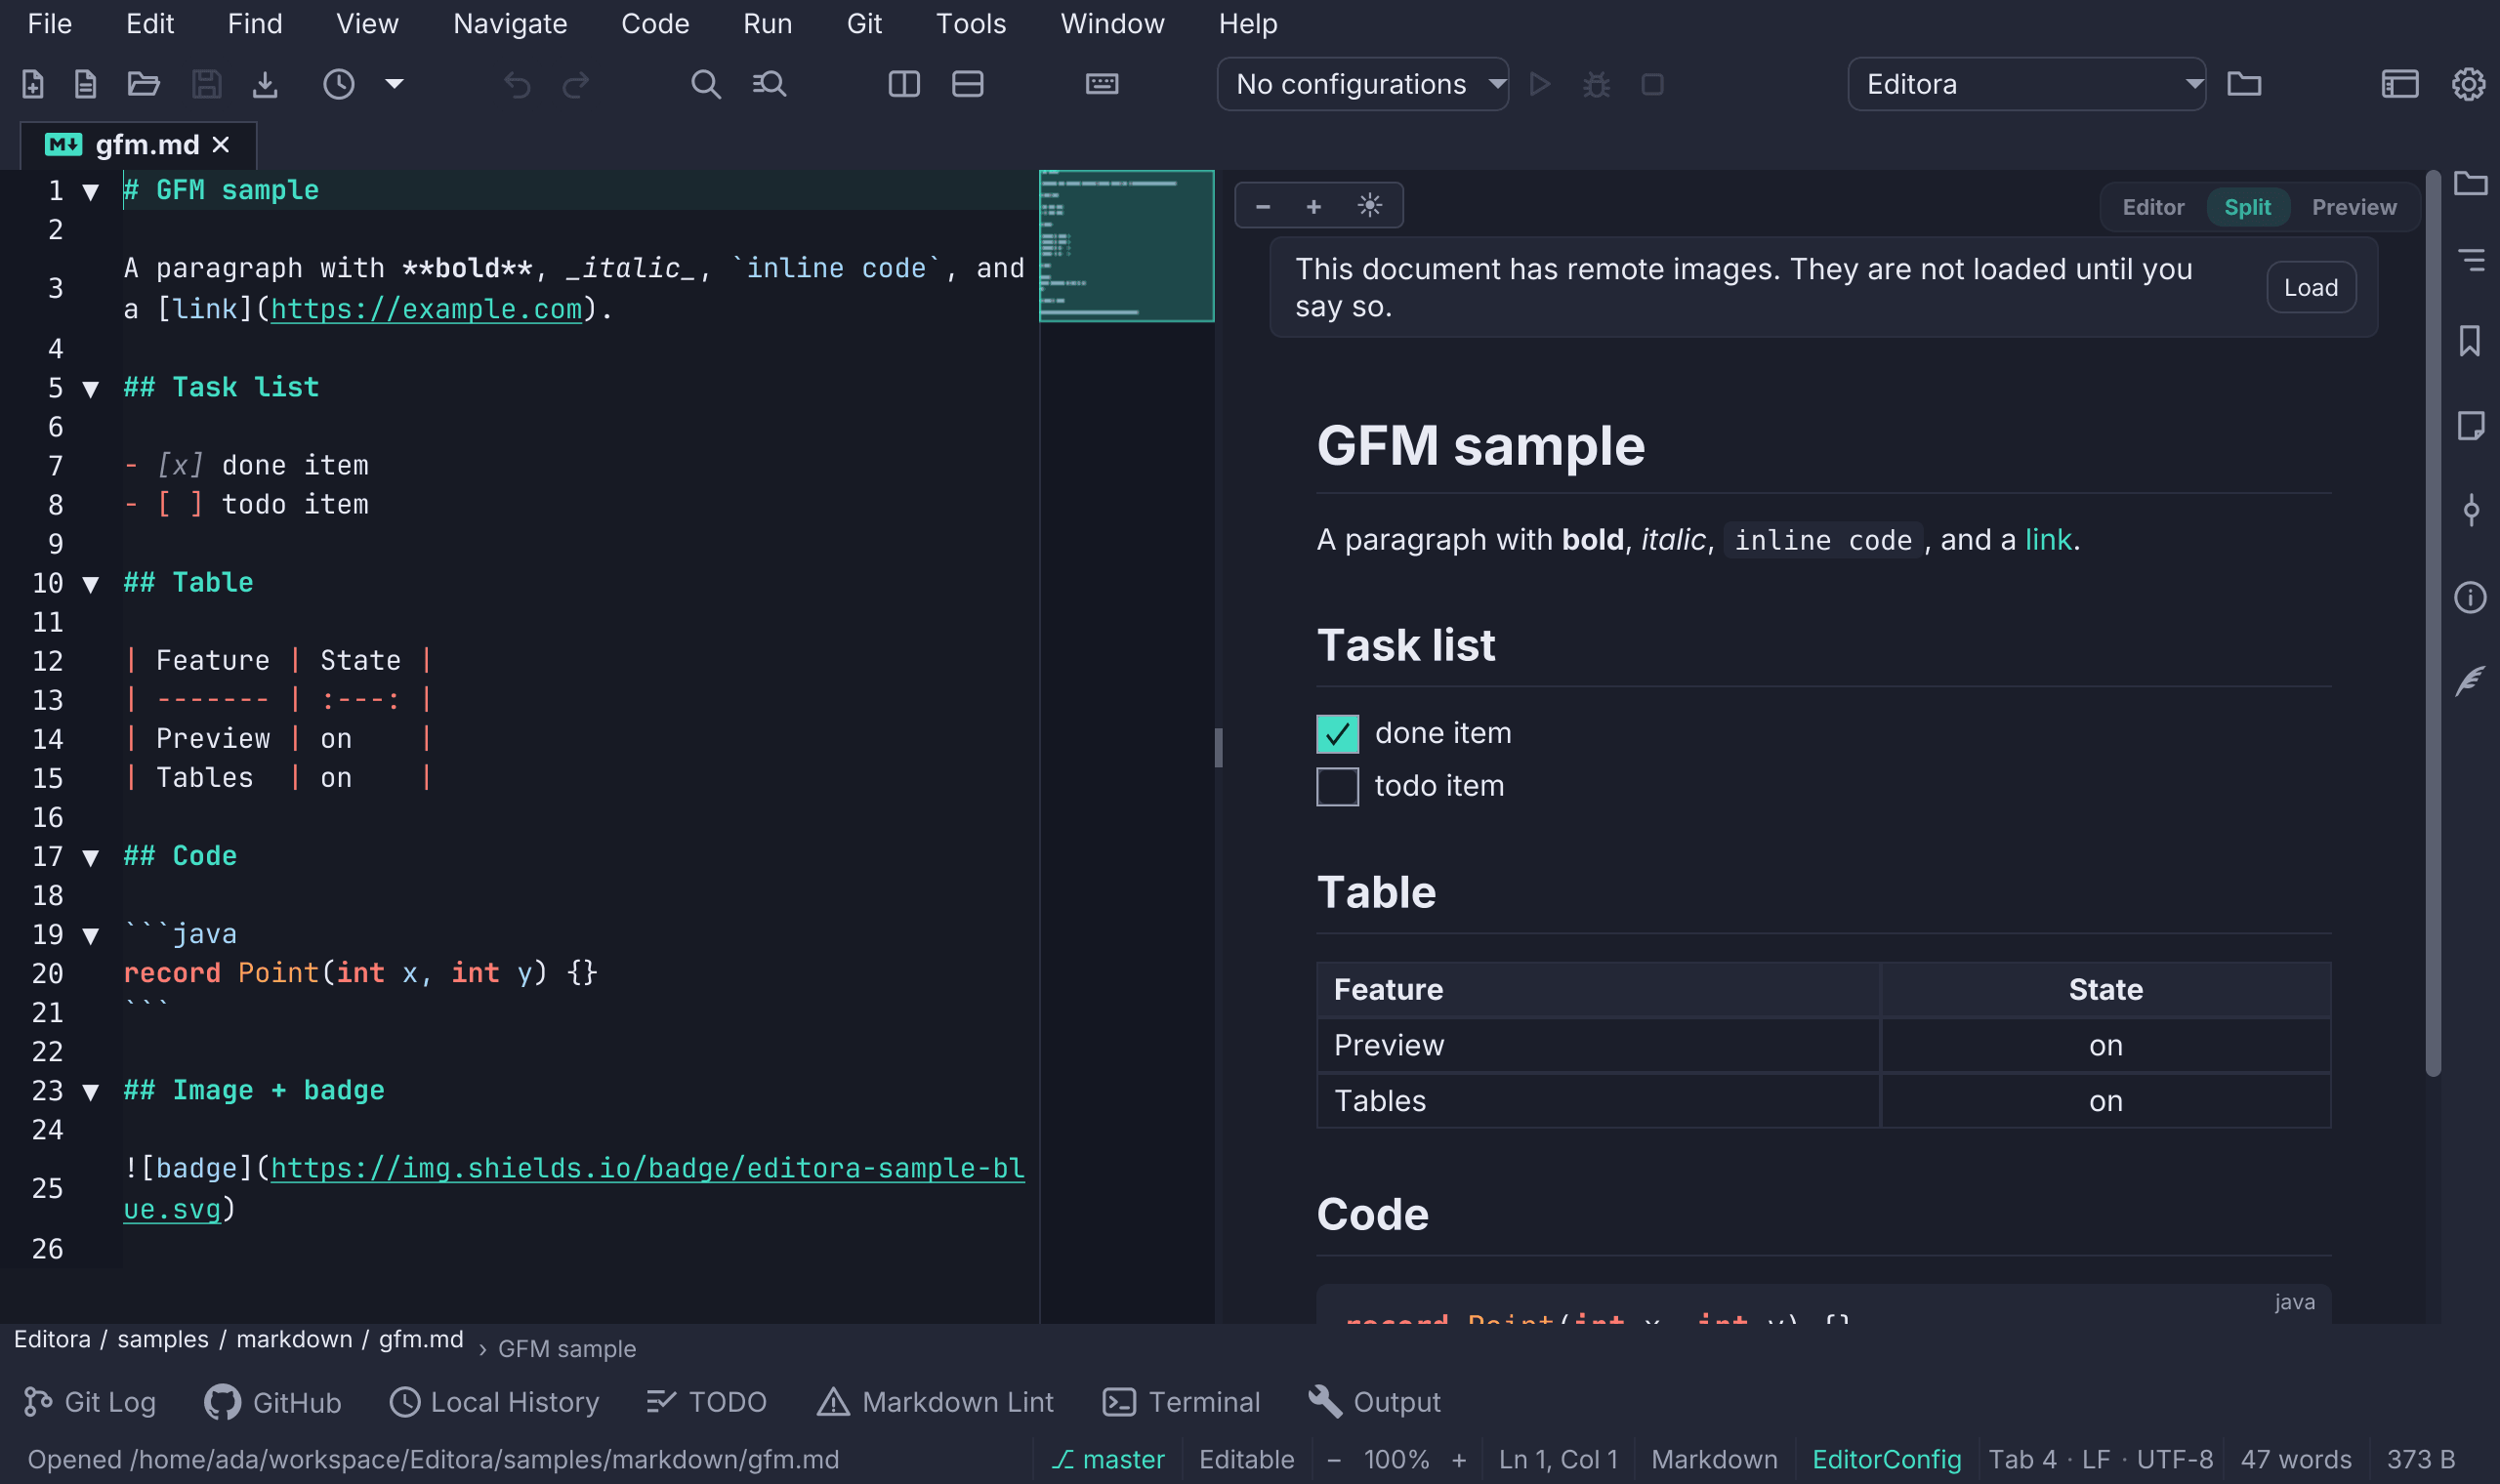 File Edit Find View Navigate Code Run Git Tools Window Help
No configurations
Editora
M↓ gfm.md ×
1 ▼ # GFM sample
2
3 A paragraph with **bold**, _italic_, `inline code`, and
a [link](https://example.com).
4
5 ▼ ## Task list
6
7 - [x] done item
8 - [ ] todo item
9
10 ▼ ## Table
11
12 | Feature | State |
13 | ------- | :---: |
14 | Preview | on    |
15 | Tables  | on    |
16
17 ▼ ## Code
18
19 ▼ ```java
20 record Point(int x, int y) {}
21 ```
22
23 ▼ ## Image + badge
24
25 ![badge](https://img.shields.io/badge/editora-sample-bl
ue.svg)
26
− +
Editor Split Preview
This document has remote images. They are not loaded until you
say so.
Load
GFM sample
A paragraph with bold, italic, inline code, and a link.
Task list
done item
todo item
Table
Feature State
Preview on
Tables on
Code
java
record Point(int x, int y) {}
Editora / samples / markdown / gfm.md › GFM sample
Git Log GitHub Local History TODO Markdown Lint Terminal Output
Opened /home/ada/workspace/Editora/samples/markdown/gfm.md master Editable − 100% + Ln 1, Col 1 Markdown EditorConfig Tab 4 · LF · UTF-8 47 words 373 B